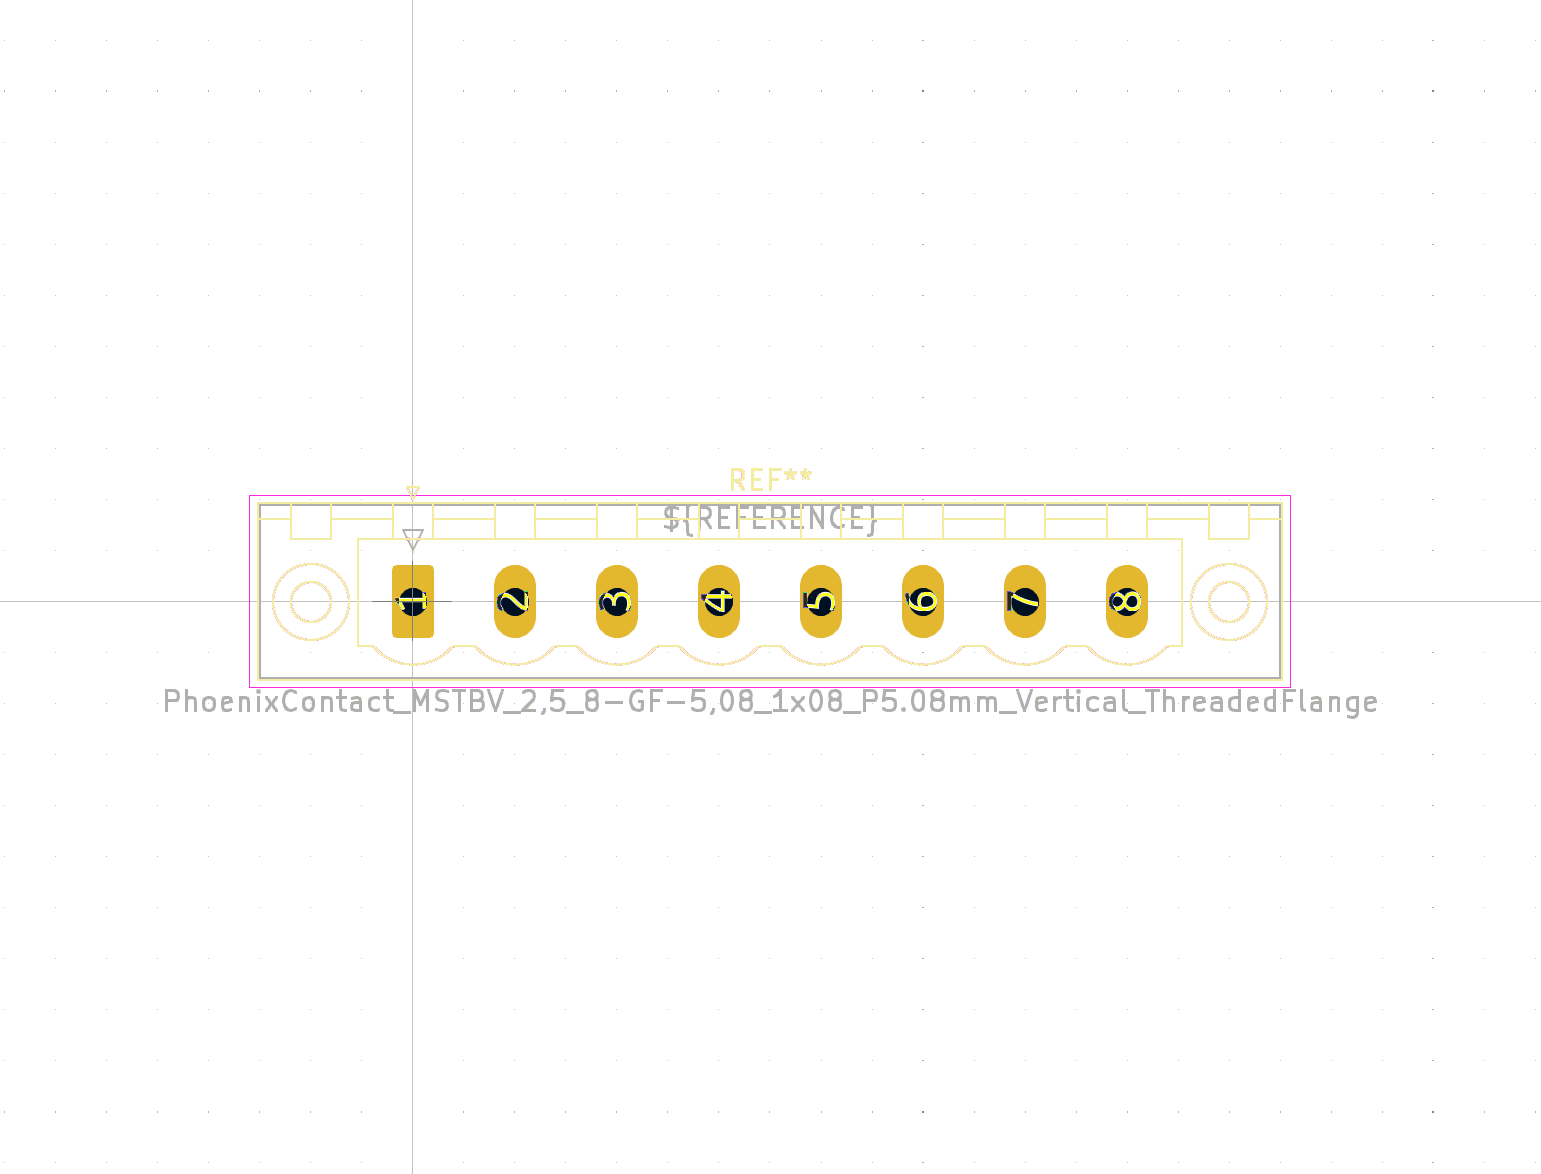 REF**
${REFERENCE}
1 2 3 4 5 6 7 8
PhoenixContact_MSTBV_2,5_8-GF-5,08_1x08_P5.08mm_Vertical_ThreadedFlange